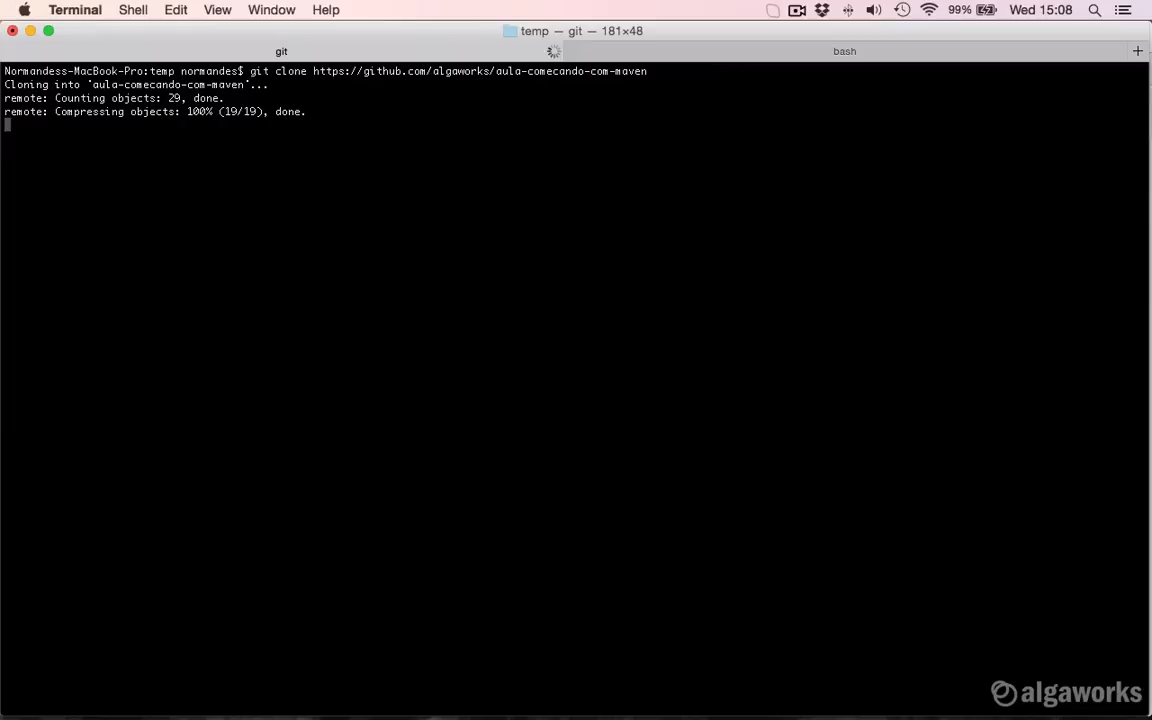 Terminal Shell Edit View Window Help 99% Wed 15:08
temp — git — 181×48
git bash +
Normandess-MacBook-Pro:temp normandes$ git clone https://github.com/algaworks/aula-comecando-com-maven
Cloning into 'aula-comecando-com-maven'...
remote: Counting objects: 29, done.
remote: Compressing objects: 100% (19/19), done.
algaworks